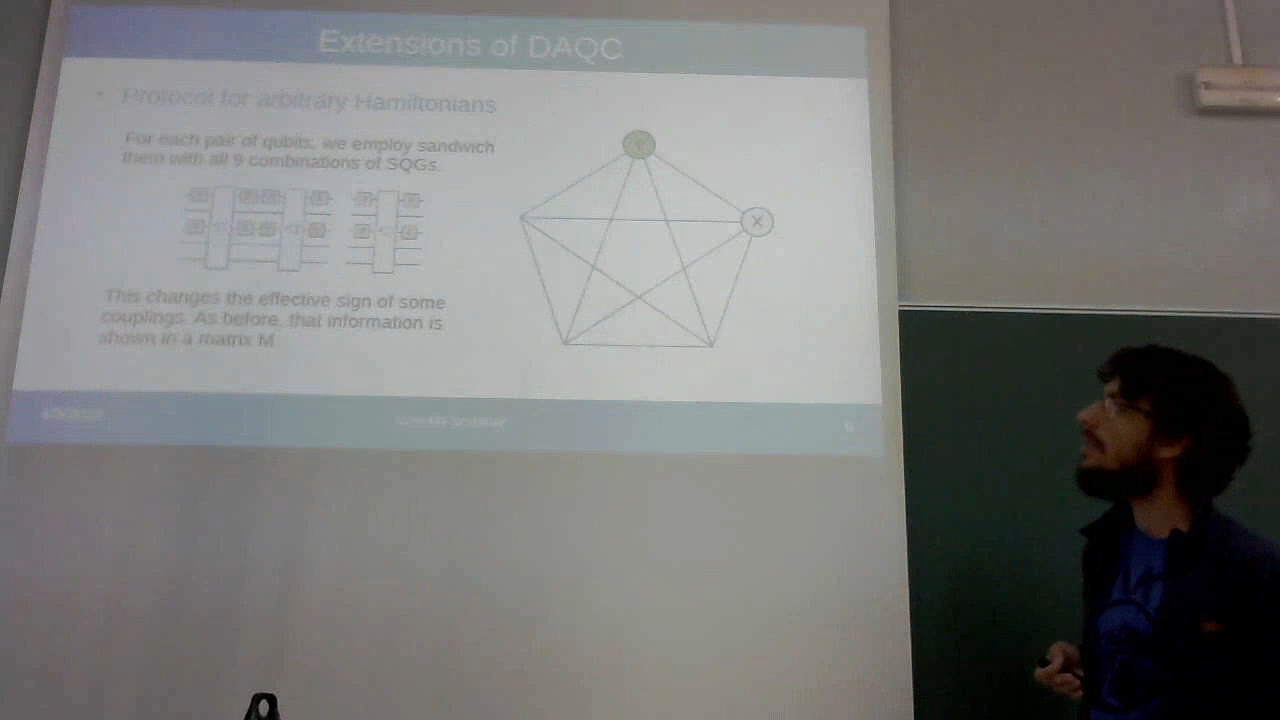 Extensions of DAQC
• Protocol for arbitrary Hamiltonians
For each pair of qubits, we employ sandwich
them with all 9 combinations of SQGs.
X
This changes the effective sign of some
couplings. As before, that information is
shown in a matrix M
6